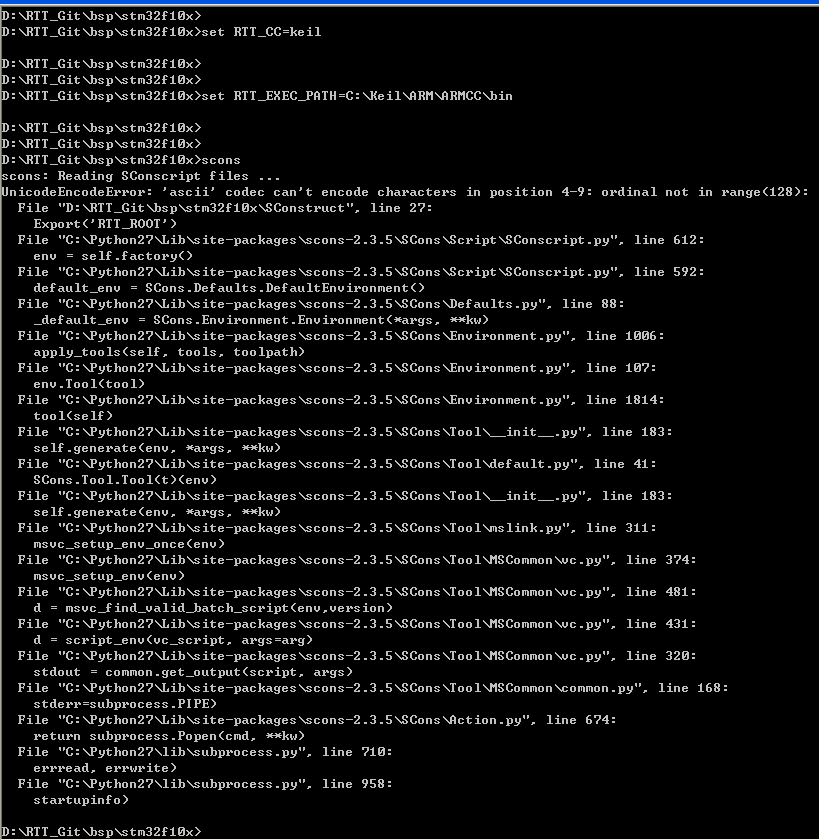 D:\RTT_Git\bsp\stm32f10x>
D:\RTT_Git\bsp\stm32f10x>set RTT_CC=keil
D:\RTT_Git\bsp\stm32f10x>
D:\RTT_Git\bsp\stm32f10x>
D:\RTT_Git\bsp\stm32f10x>set RTT_EXEC_PATH=C:\Keil\ARM\ARMCC\bin
D:\RTT_Git\bsp\stm32f10x>
D:\RTT_Git\bsp\stm32f10x>
D:\RTT_Git\bsp\stm32f10x>scons
scons: Reading SConscript files ...
UnicodeEncodeError: 'ascii' codec can't encode characters in position 4-9: ordinal not in range(128):
  File "D:\RTT_Git\bsp\stm32f10x\SConstruct", line 27:
    Export('RTT_ROOT')
  File "C:\Python27\Lib\site-packages\scons-2.3.5\SCons\Script\SConscript.py", line 612:
    env = self.factory()
  File "C:\Python27\Lib\site-packages\scons-2.3.5\SCons\Script\SConscript.py", line 592:
    default_env = SCons.Defaults.DefaultEnvironment()
  File "C:\Python27\Lib\site-packages\scons-2.3.5\SCons\Defaults.py", line 88:
    _default_env = SCons.Environment.Environment(*args, **kw)
  File "C:\Python27\Lib\site-packages\scons-2.3.5\SCons\Environment.py", line 1006:
    apply_tools(self, tools, toolpath)
  File "C:\Python27\Lib\site-packages\scons-2.3.5\SCons\Environment.py", line 107:
    env.Tool(tool)
  File "C:\Python27\Lib\site-packages\scons-2.3.5\SCons\Environment.py", line 1814:
    tool(self)
  File "C:\Python27\Lib\site-packages\scons-2.3.5\SCons\Tool\__init__.py", line 183:
    self.generate(env, *args, **kw)
  File "C:\Python27\Lib\site-packages\scons-2.3.5\SCons\Tool\default.py", line 41:
    SCons.Tool.Tool(t)(env)
  File "C:\Python27\Lib\site-packages\scons-2.3.5\SCons\Tool\__init__.py", line 183:
    self.generate(env, *args, **kw)
  File "C:\Python27\Lib\site-packages\scons-2.3.5\SCons\Tool\mslink.py", line 311:
    msvc_setup_env_once(env)
  File "C:\Python27\Lib\site-packages\scons-2.3.5\SCons\Tool\MSCommon\vc.py", line 374:
    msvc_setup_env(env)
  File "C:\Python27\Lib\site-packages\scons-2.3.5\SCons\Tool\MSCommon\vc.py", line 481:
    d = msvc_find_valid_batch_script(env,version)
  File "C:\Python27\Lib\site-packages\scons-2.3.5\SCons\Tool\MSCommon\vc.py", line 431:
    d = script_env(vc_script, args=arg)
  File "C:\Python27\Lib\site-packages\scons-2.3.5\SCons\Tool\MSCommon\vc.py", line 320:
    stdout = common.get_output(script, args)
  File "C:\Python27\Lib\site-packages\scons-2.3.5\SCons\Tool\MSCommon\common.py", line 168:
    stderr=subprocess.PIPE)
  File "C:\Python27\Lib\site-packages\scons-2.3.5\SCons\Action.py", line 674:
    return subprocess.Popen(cmd, **kw)
  File "C:\Python27\lib\subprocess.py", line 710:
    errread, errwrite)
  File "C:\Python27\lib\subprocess.py", line 958:
    startupinfo)
D:\RTT_Git\bsp\stm32f10x>